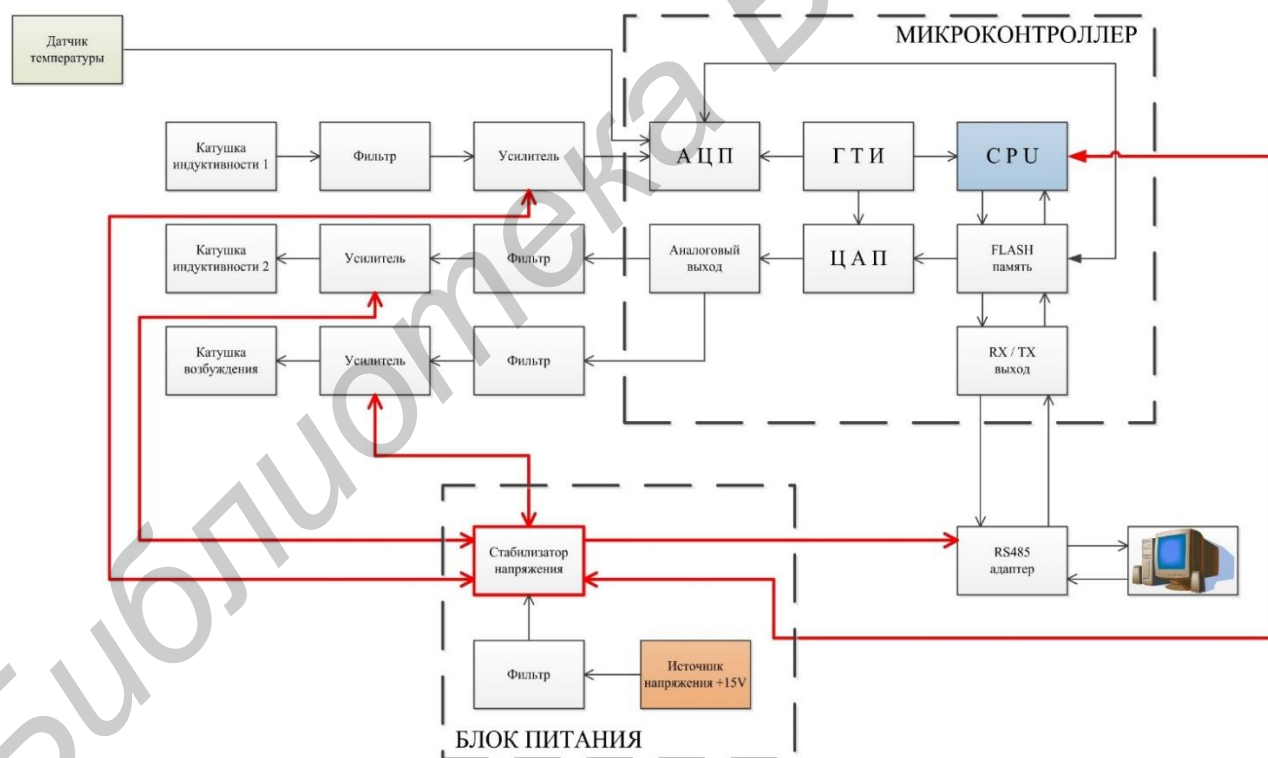 Датчик
температуры
МИКРОКОНТРОЛЛЕР
Катушка
индуктивности 1
Фильтр
Усилитель
А Ц П
Г Т И
C P U
Катушка
индуктивности 2
Усилитель
Фильтр
Аналоговый
выход
Ц А П
FLASH
память
Катушка
возбуждения
Усилитель
Фильтр
RX / TX
выход
Стабилизатор
напряжения
RS485
адаптер
Фильтр
Источник
напряжения +15V
БЛОК ПИТАНИЯ
Библиотека